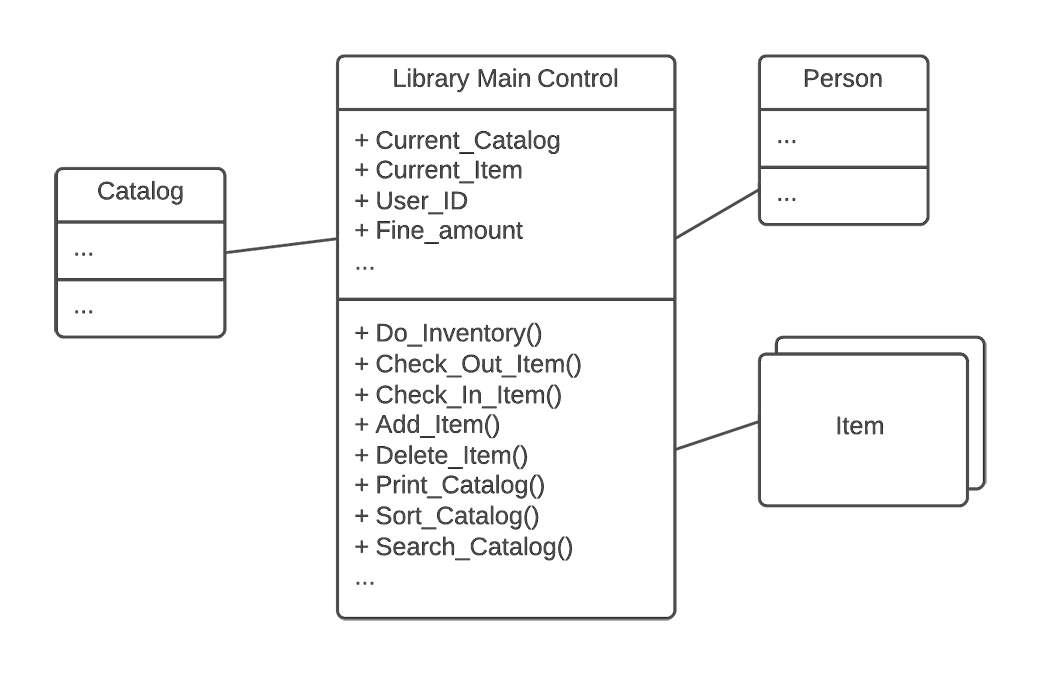 Library Main Control
+ Current_Catalog
+ Current_Item
+ User_ID
+ Fine_amount
...
+ Do_Inventory()
+ Check_Out_Item()
+ Check_In_Item()
+ Add_Item()
+ Delete_Item()
+ Print_Catalog()
+ Sort_Catalog()
+ Search_Catalog()
...
Catalog
...
...
Person
...
...
Item